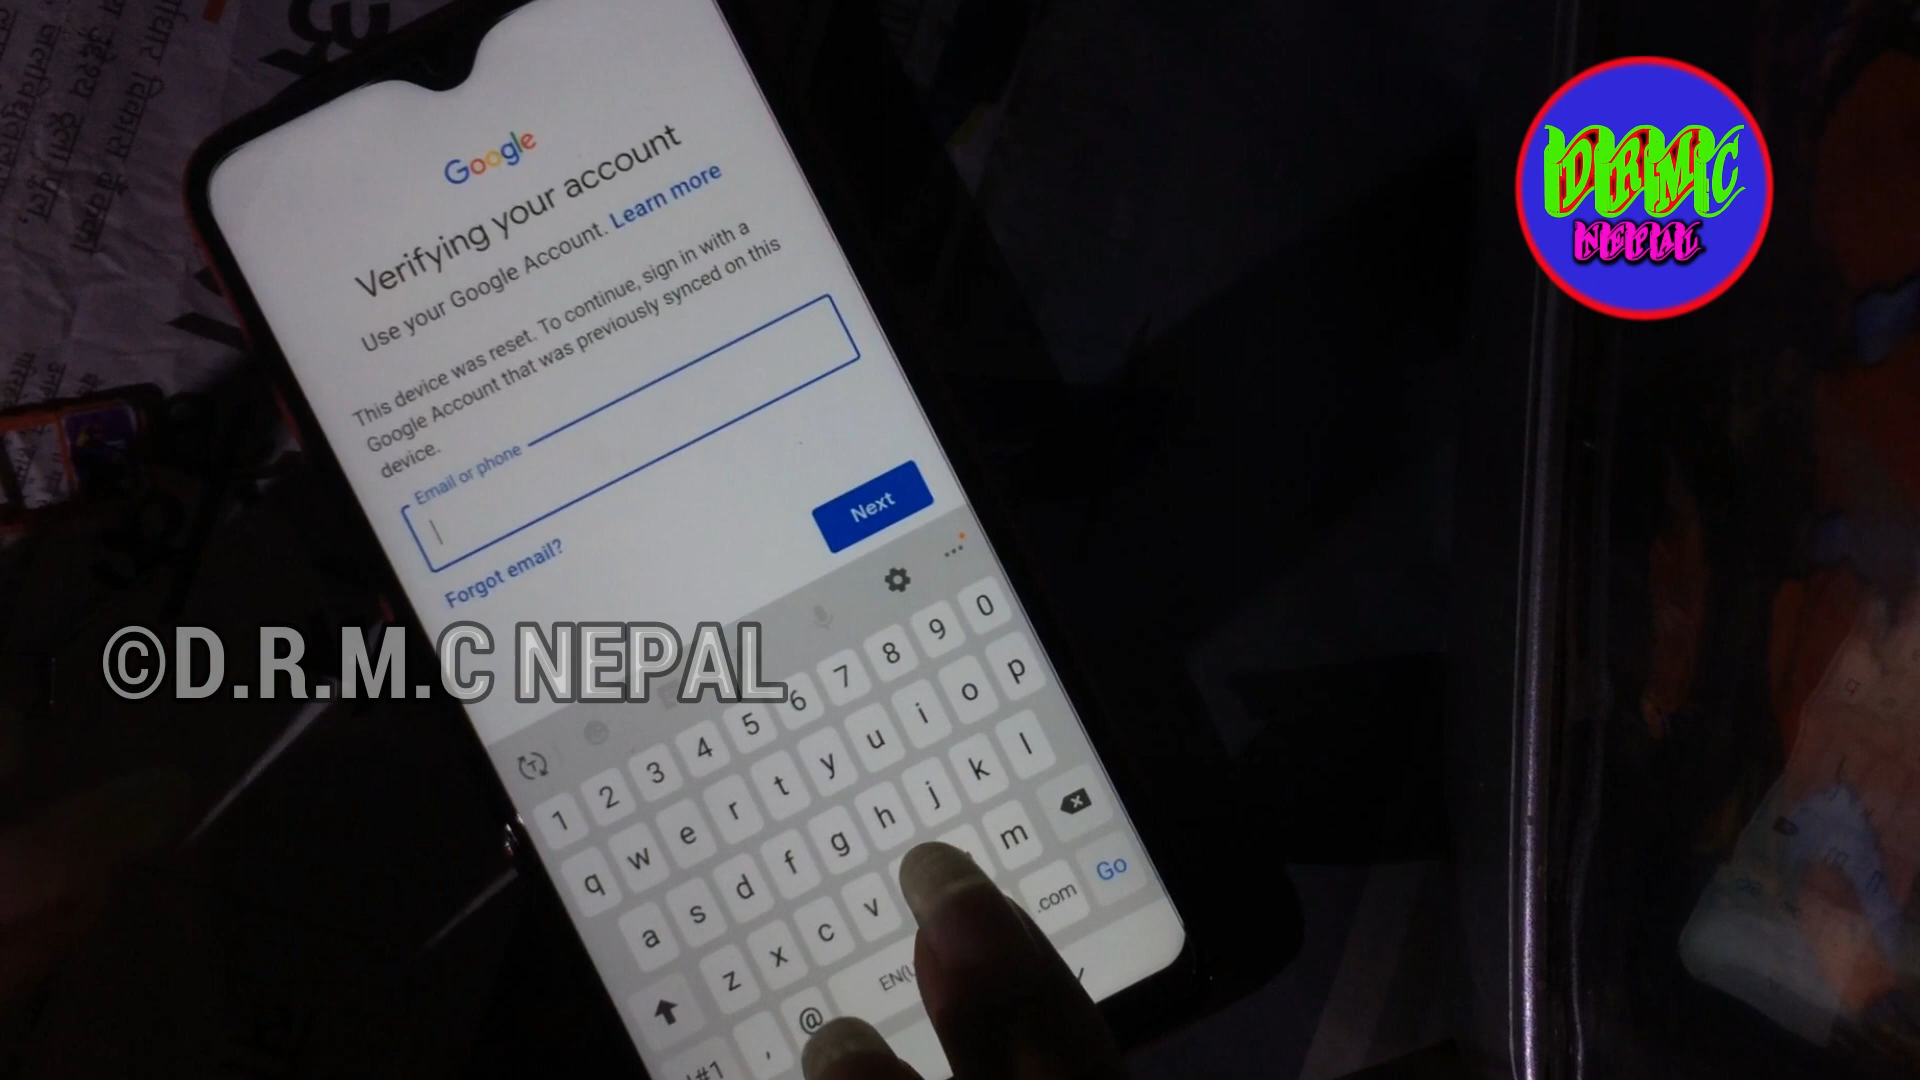 Google
Verifying your account
Use your Google Account. Learn more
This device was reset. To continue, sign in with a
Google Account that was previously synced on this
device.
Email or phone
Forgot email?
Next
1 2 3 4 5 6 7 8 9 0
q w e r t y u i o p
a s d f g h j k l
z x c v m
, @ .com Go
DRMC
NEPAL
©D.R.M.C NEPAL